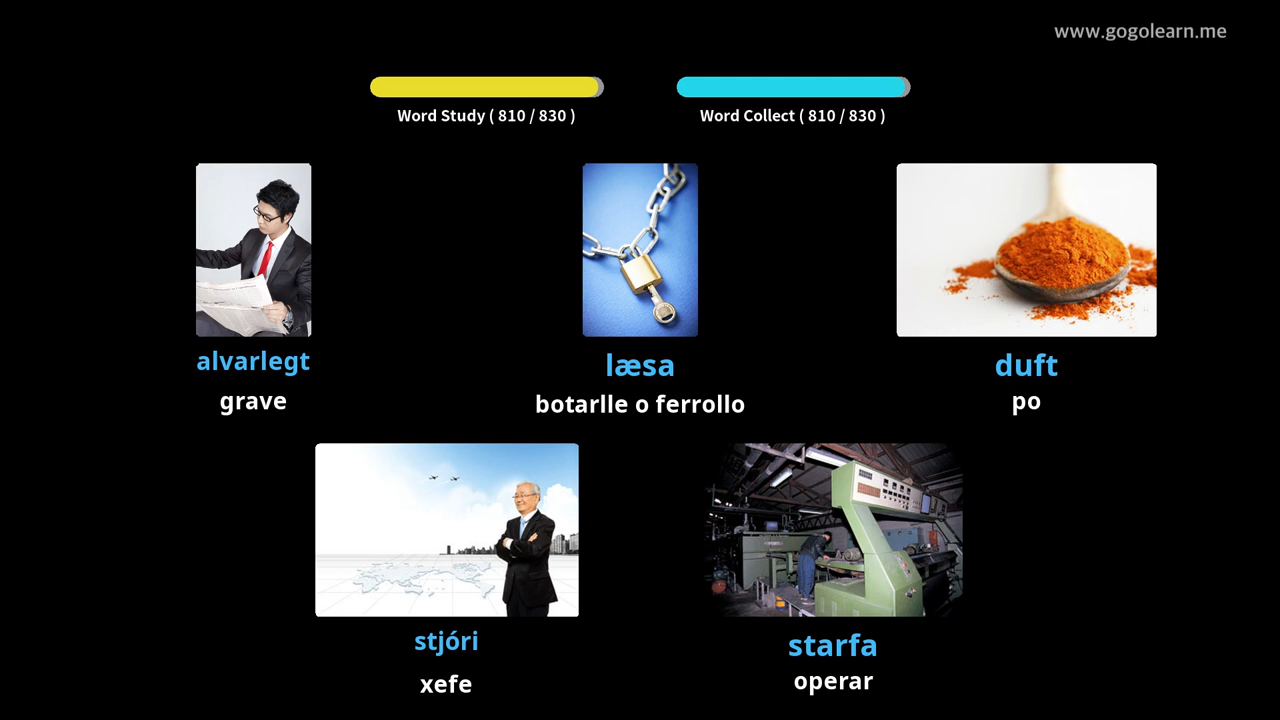 www.gogolearn.me
Word Study ( 810 / 830 )
Word Collect ( 810 / 830 )
alvarlegt
grave
læsa
botarlle o ferrollo
duft
po
stjóri
xefe
starfa
operar